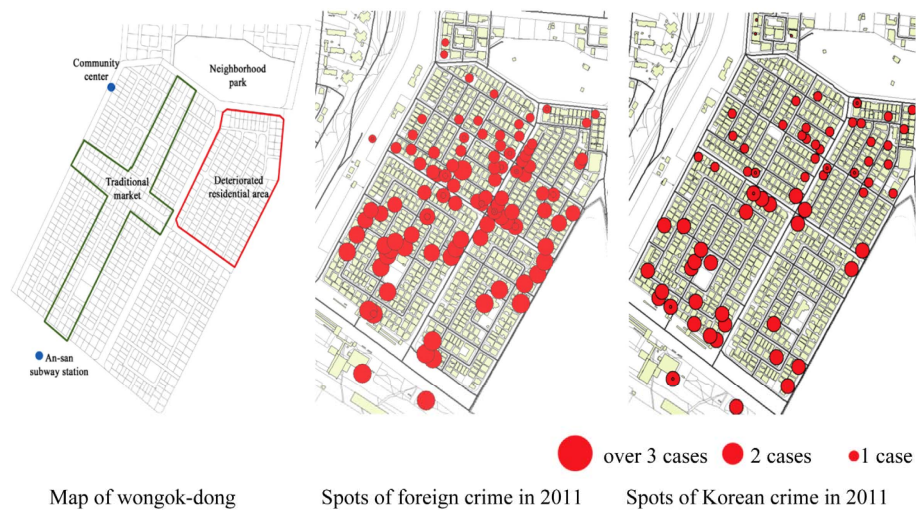 Community
center
Neighborhood
park
Traditional
market
Deteriorated
residential area
An-san
subway station
over 3 cases
2 cases
1 case
Map of wongok-dong
Spots of foreign crime in 2011
Spots of Korean crime in 2011